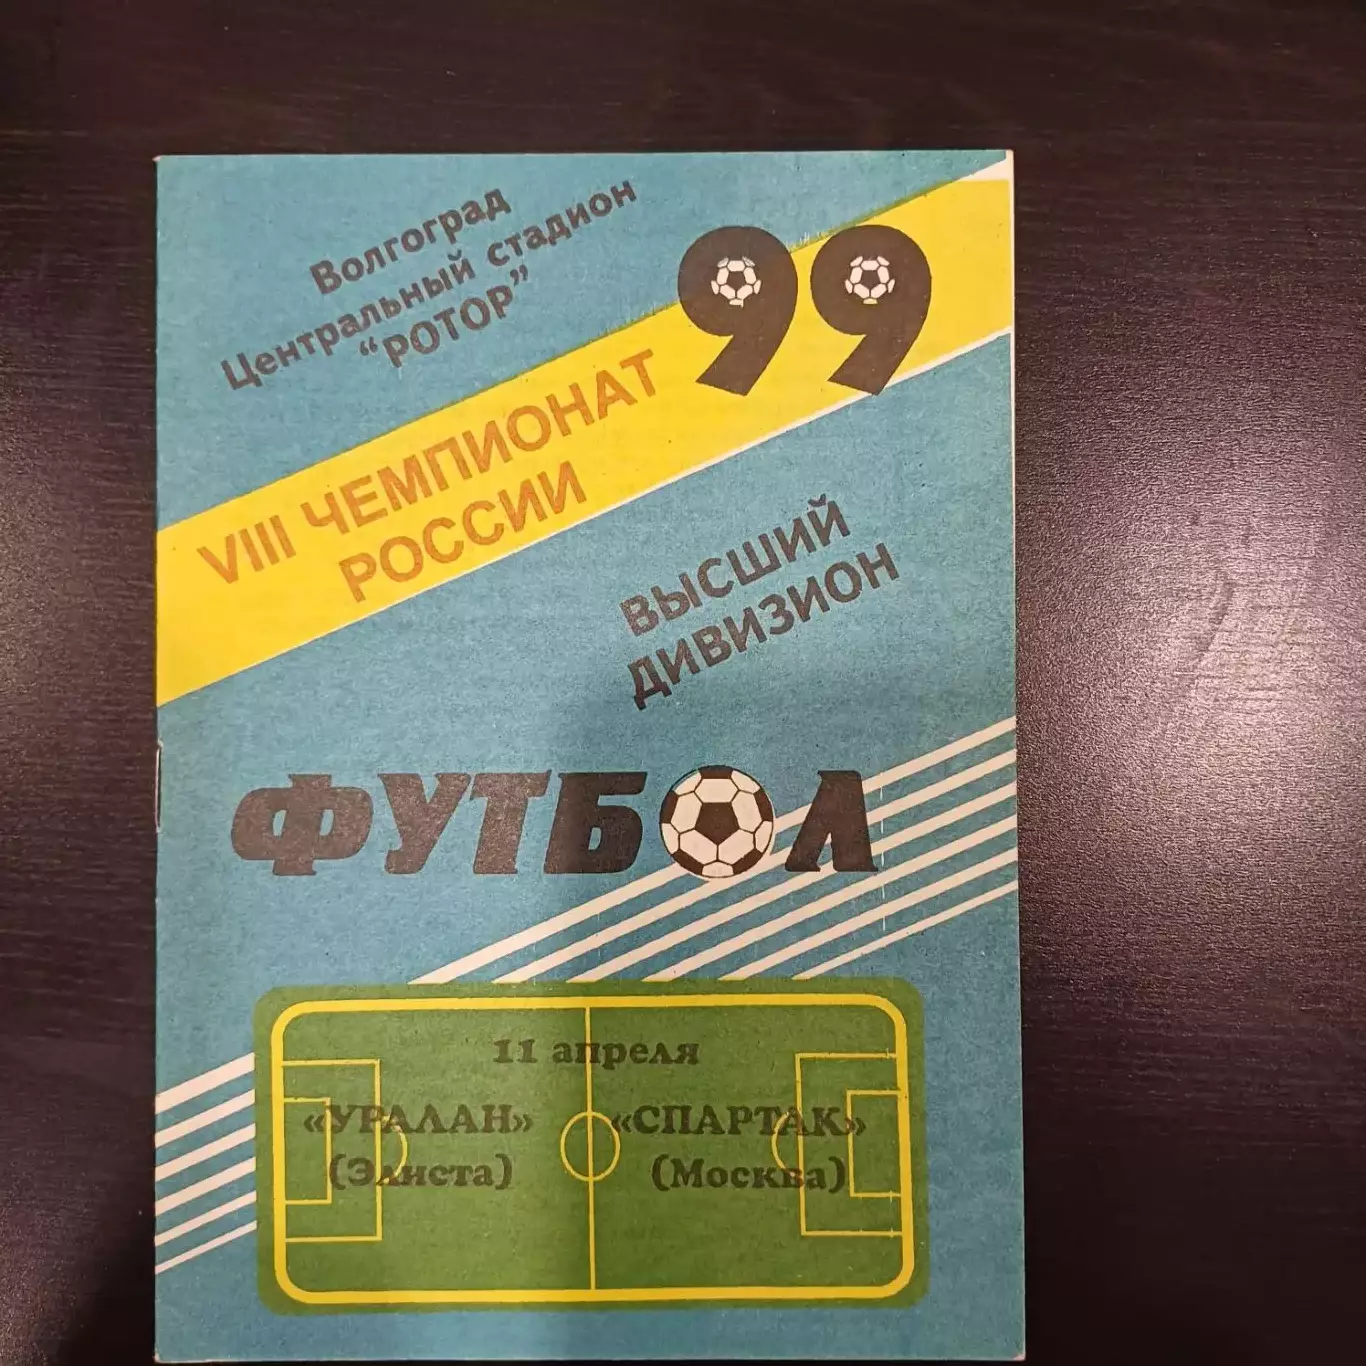 Волгоград
Центральный стадион
“РОТОР”
99
VIII ЧЕМПИОНАТ
РОССИИ
ВЫСШИЙ
ДИВИЗИОН
ФУТБОЛ
11 апреля
«УРАЛАН» «СПАРТАК»
(Элиста) (Москва)